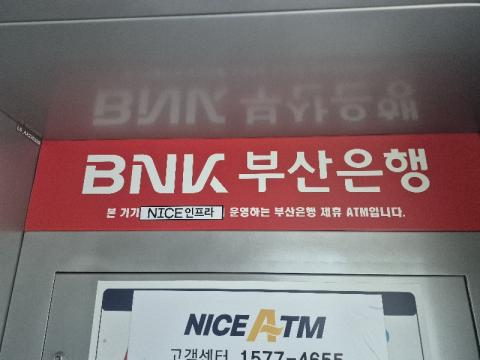 BNK 부산은행
본 기기 NICE인프라 운영하는 부산은행 제휴 ATM입니다.
NICE ATM
고객센터 1577-4655